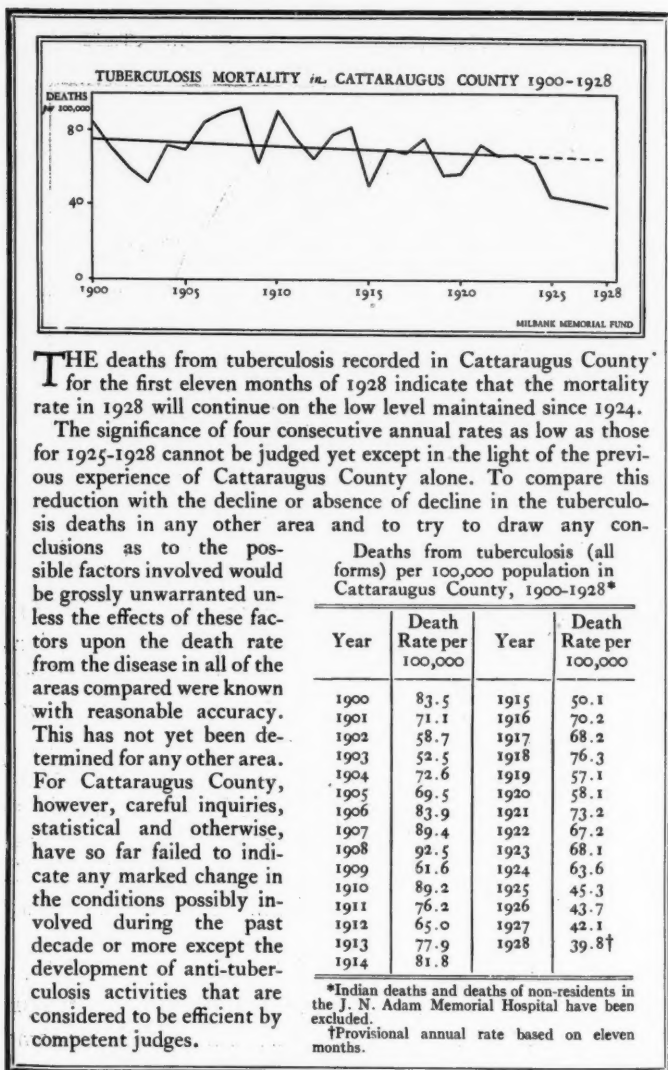 TUBERCULOSIS MORTALITY in CATTARAUGUS COUNTY 1900-1928
DEATHS
per 100,000
80
40
0
1900 1905 1910 1915 1920 1925 1928
MILBANK MEMORIAL FUND
THE deaths from tuberculosis recorded in Cattaraugus County
for the first eleven months of 1928 indicate that the mortality
rate in 1928 will continue on the low level maintained since 1924.
The significance of four consecutive annual rates as low as those
for 1925-1928 cannot be judged yet except in the light of the previ-
ous experience of Cattaraugus County alone. To compare this
reduction with the decline or absence of decline in the tuberculo-
sis deaths in any other area and to try to draw any con-
clusions as to the pos-
sible factors involved would
be grossly unwarranted un-
less the effects of these fac-
tors upon the death rate
from the disease in all of the
areas compared were known
with reasonable accuracy.
This has not yet been de-
termined for any other area.
For Cattaraugus County,
however, careful inquiries,
statistical and otherwise,
have so far failed to indi-
cate any marked change in
the conditions possibly in-
volved during the past
decade or more except the
development of anti-tuber-
culosis activities that are
considered to be efficient by
competent judges.
Deaths from tuberculosis (all
forms) per 100,000 population in
Cattaraugus County, 1900-1928*
Year Death Rate per 100,000 Year Death Rate per 100,000
1900 83.5 1915 50.1
1901 71.1 1916 70.2
1902 58.7 1917 68.2
1903 52.5 1918 76.3
1904 72.6 1919 57.1
1905 69.5 1920 58.1
1906 83.9 1921 73.2
1907 89.4 1922 67.2
1908 92.5 1923 68.1
1909 61.6 1924 63.6
1910 89.2 1925 45.3
1911 76.2 1926 43.7
1912 65.0 1927 42.1
1913 77.9 1928 39.8†
1914 81.8
*Indian deaths and deaths of non-residents in
the J. N. Adam Memorial Hospital have been
excluded.
†Provisional annual rate based on eleven
months.